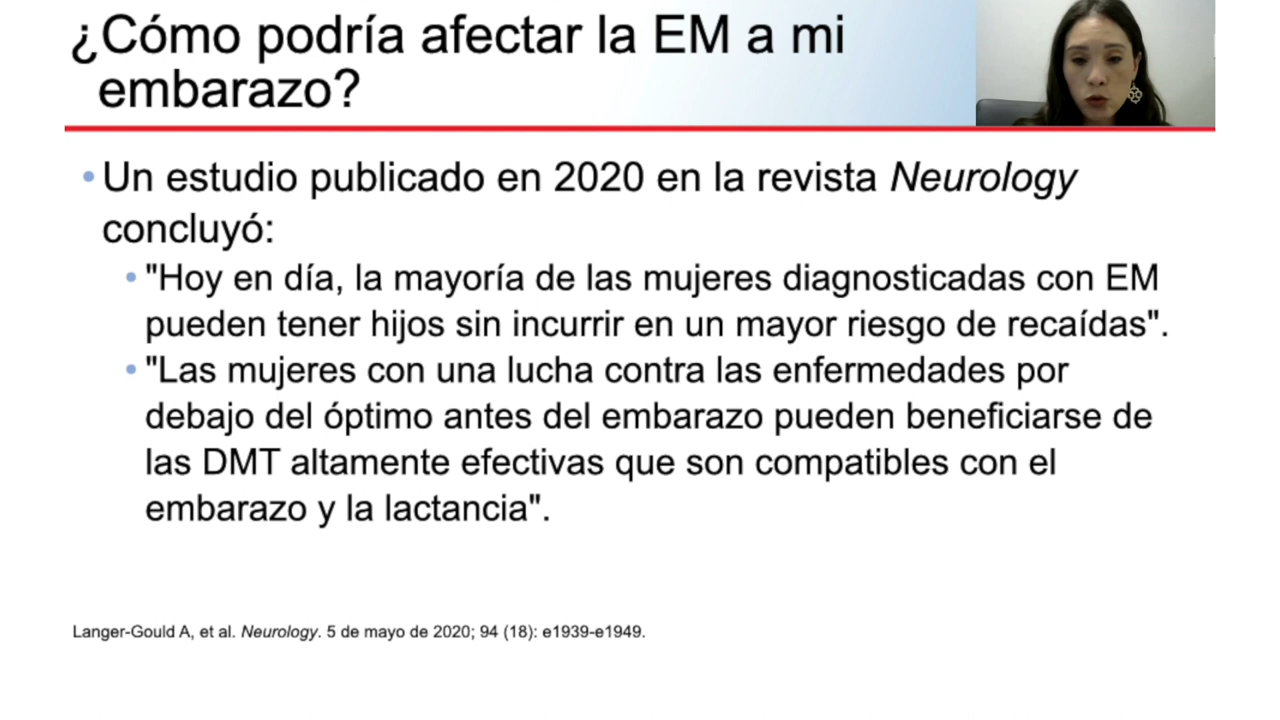 ¿Cómo podría afectar la EM a mi
embarazo?
•Un estudio publicado en 2020 en la revista Neurology
concluyó:
•"Hoy en día, la mayoría de las mujeres diagnosticadas con EM
pueden tener hijos sin incurrir en un mayor riesgo de recaídas".
•"Las mujeres con una lucha contra las enfermedades por
debajo del óptimo antes del embarazo pueden beneficiarse de
las DMT altamente efectivas que son compatibles con el
embarazo y la lactancia".
Langer-Gould A, et al. Neurology. 5 de mayo de 2020; 94 (18): e1939-e1949.